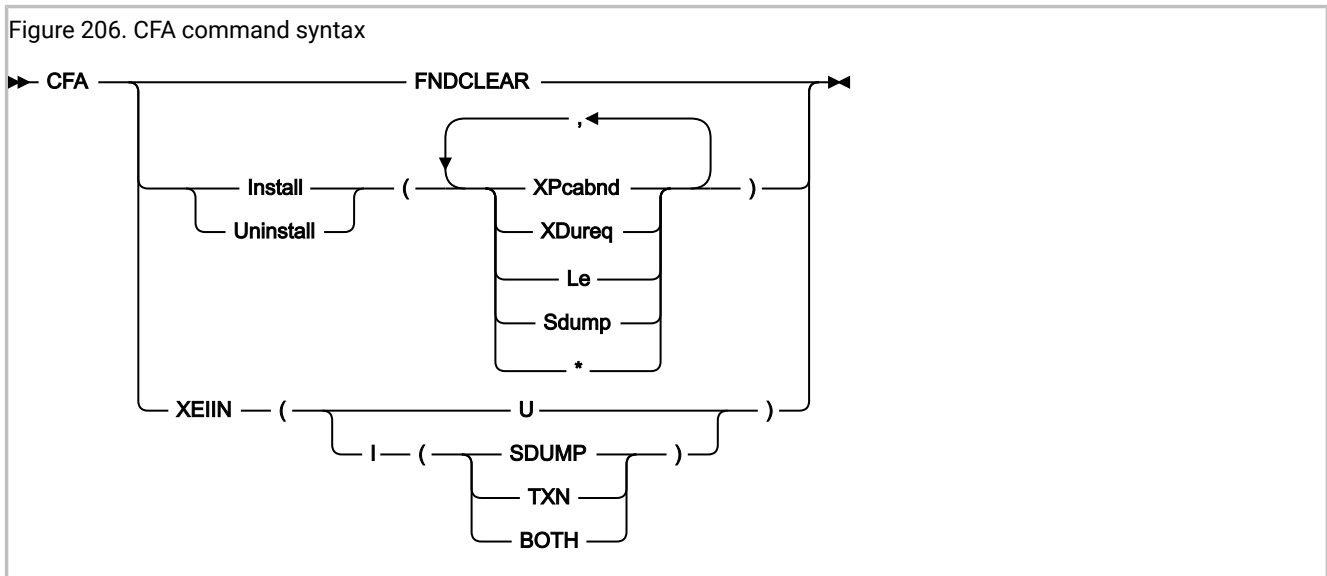 Figure 206. CFA command syntax
CFA FNDCLEAR
,
Install ( XPcabnd )
Uninstall XDureq
Le
Sdump
*
XEIIN ( U )
I ( SDUMP )
TXN
BOTH